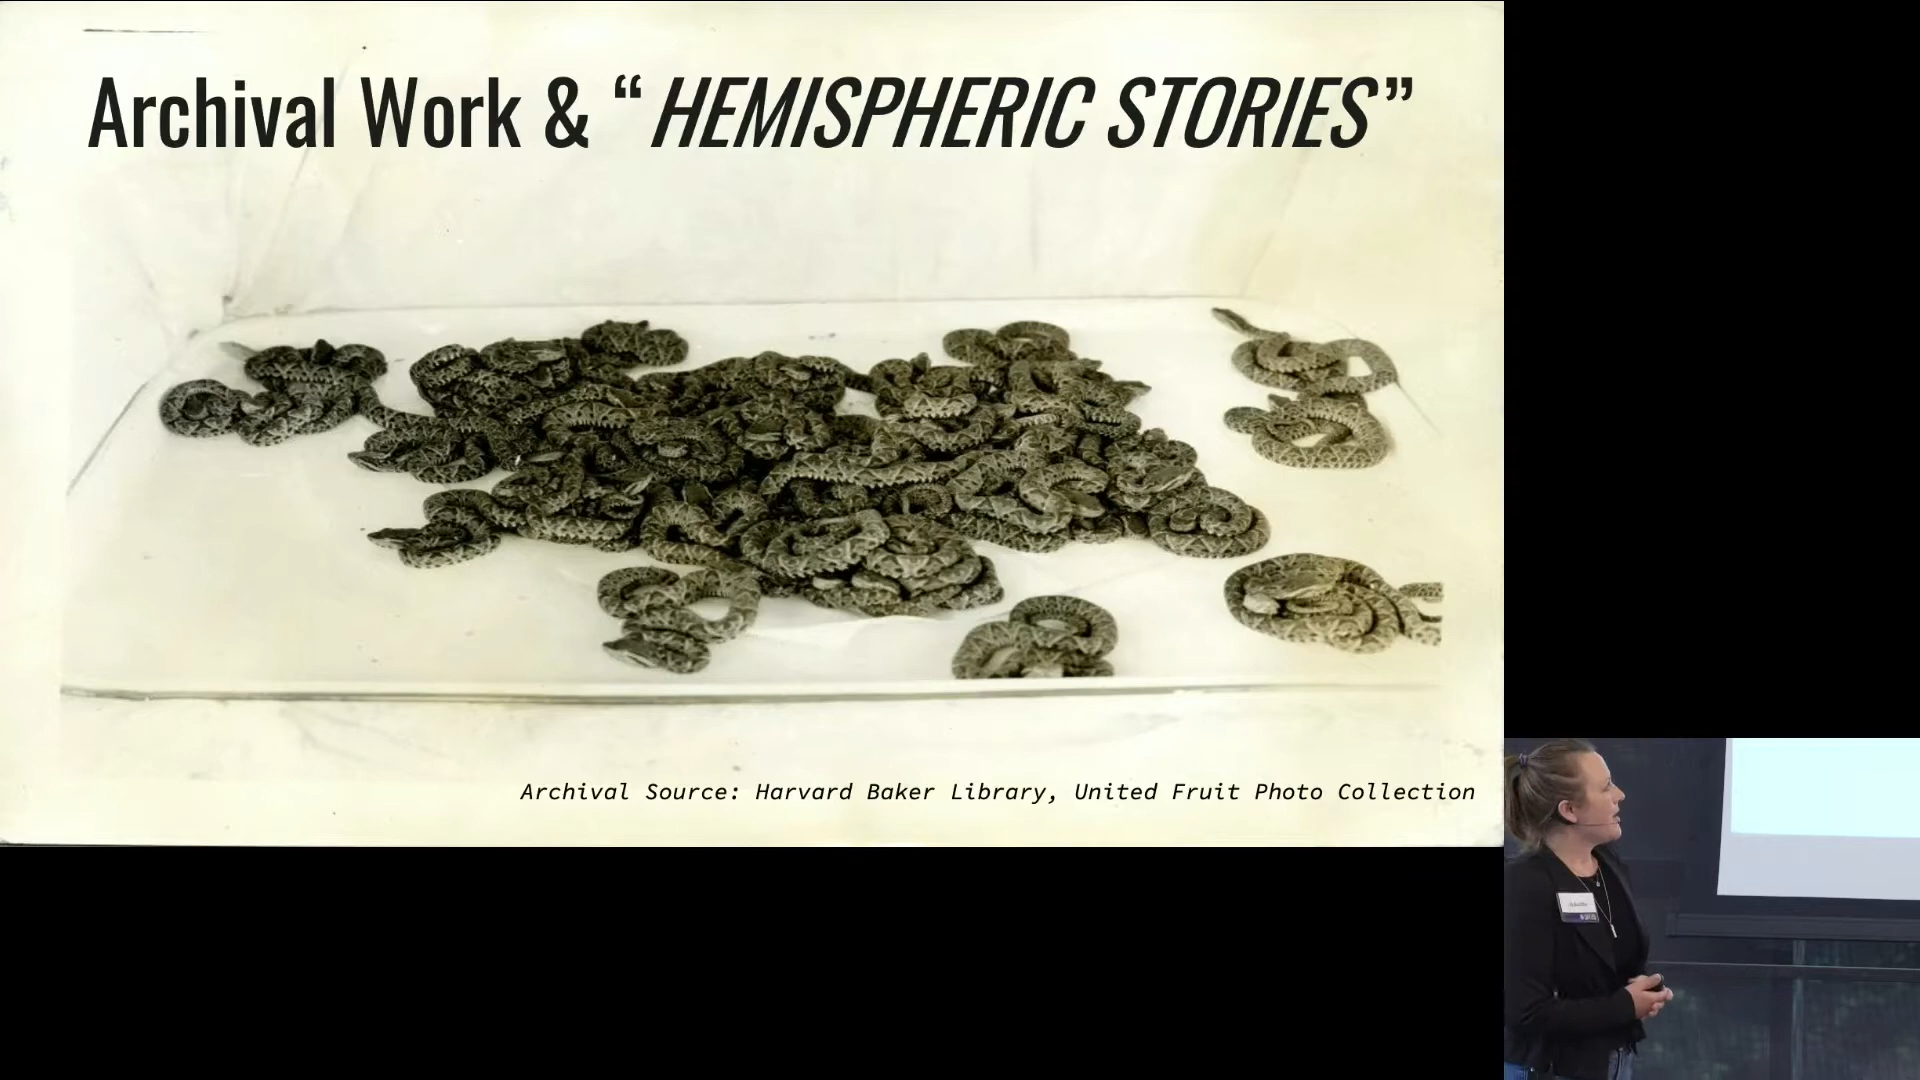 Archival Work & “HEMISPHERIC STORIES”
Archival Source: Harvard Baker Library, United Fruit Photo Collection